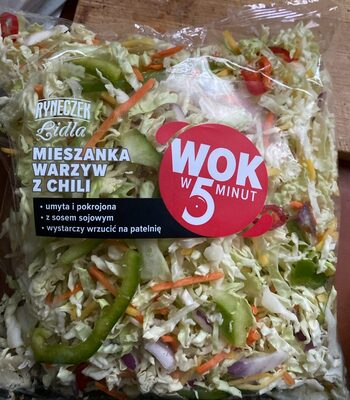 RYNECZEK
Lidla
MIESZANKA
WARZYW
Z CHILI
• umyta i pokrojona
• z sosem sojowym
• wystarczy wrzucić na patelnię
WOK
W 5 MINUT